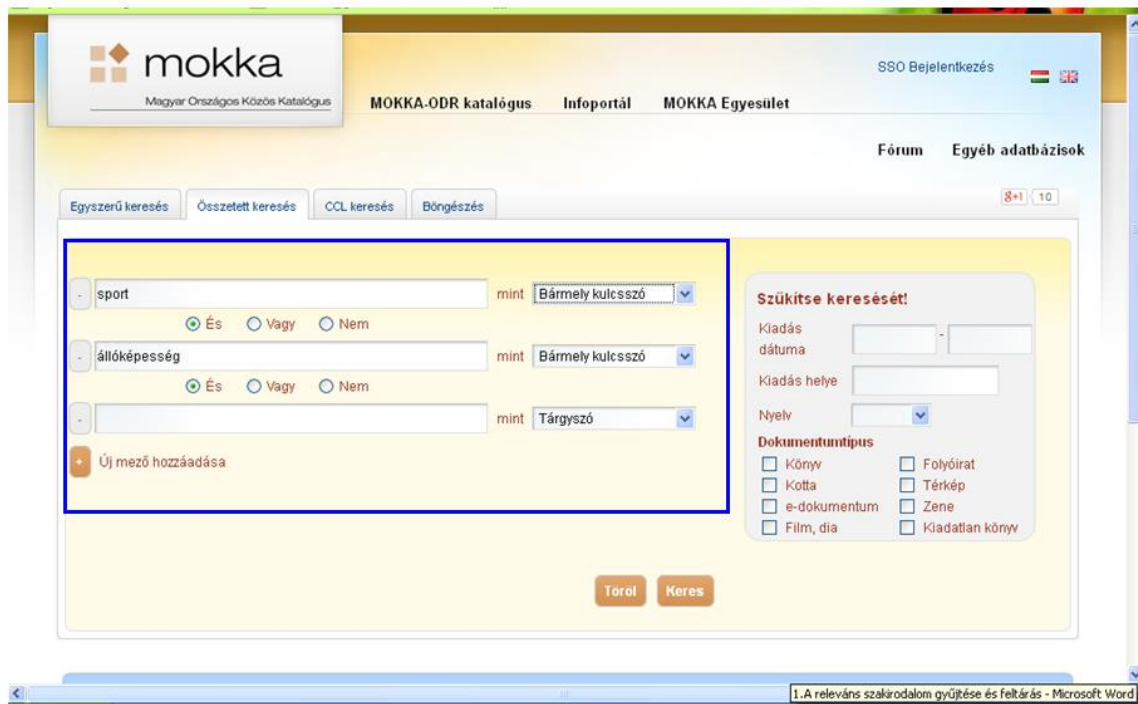 mokka
Magyar Országos Közös Katalógus
SSO Bejelentkezés
MOKKA-ODR katalógus Infoportál MOKKA Egyesület
Fórum Egyéb adatbázisok
Egyszerű keresés Összetett keresés CCL keresés Böngészés
g+1 10
- sport mint Bármely kulcsszó
És Vagy Nem
- állóképesség mint Bármely kulcsszó
És Vagy Nem
- mint Tárgyszó
+ Új mező hozzáadása
Szűkítse keresését!
Kiadás dátuma -
Kiadás helye
Nyelv
Dokumentumtípus
Könyv Folyóirat
Kotta Térkép
e-dokumentum Zene
Film, dia Kiadatlan könyv
Töröl Keres
1.A releváns szakirodalom gyűjtése és feltárás - Microsoft Word